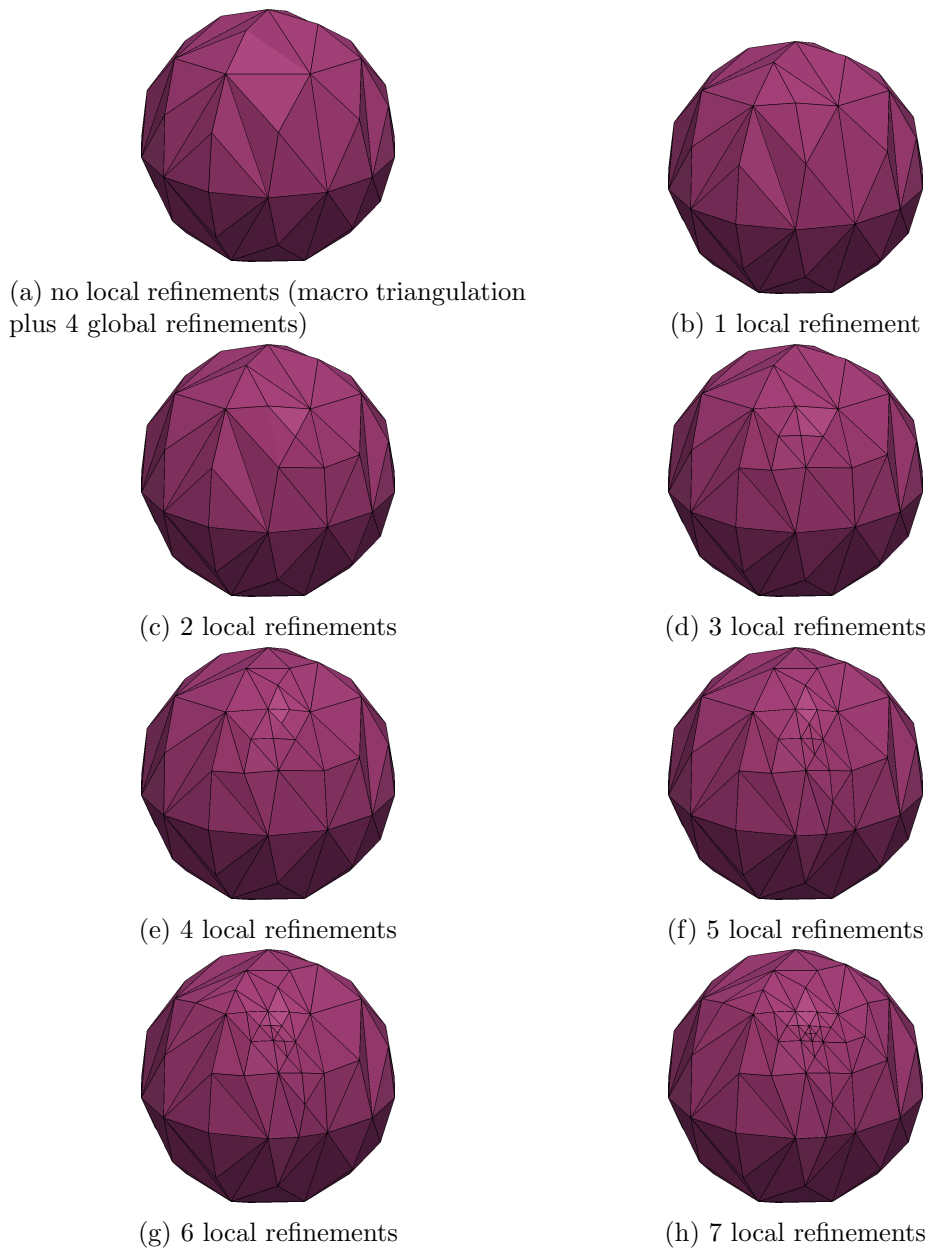 (a) no local refinements (macro triangulation
plus 4 global refinements)
(b) 1 local refinement
(c) 2 local refinements
(d) 3 local refinements
(e) 4 local refinements
(f) 5 local refinements
(g) 6 local refinements
(h) 7 local refinements